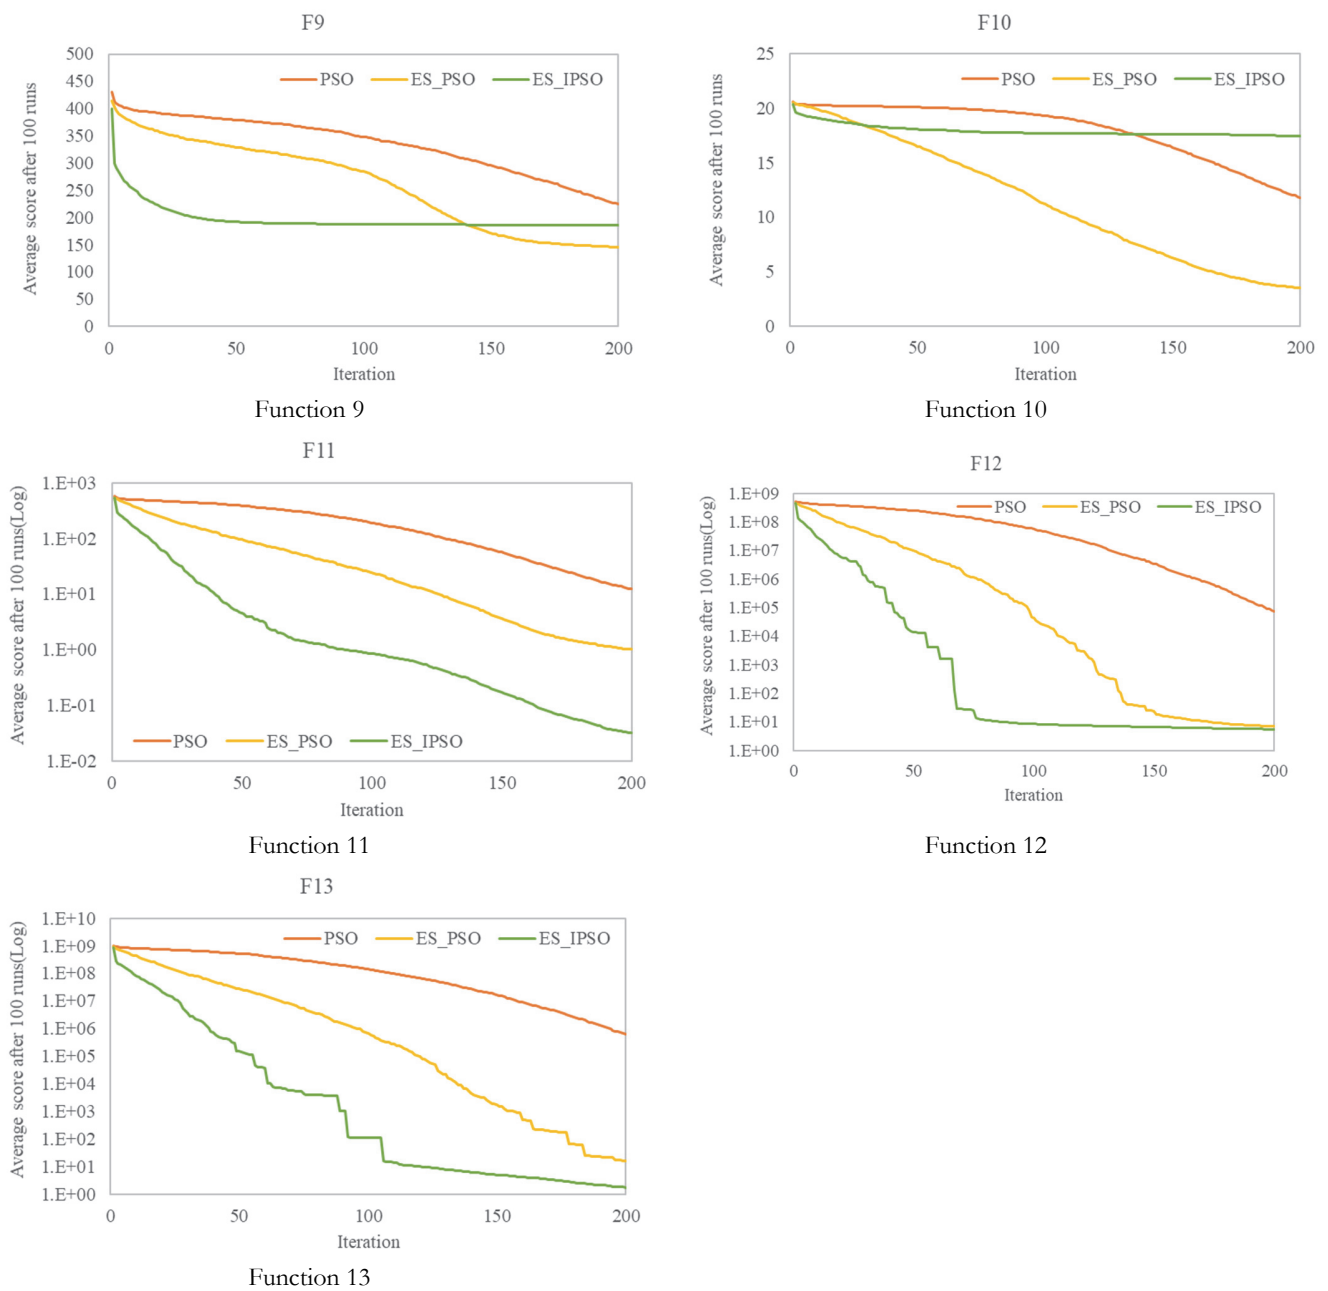 F9
500
450
400
350
300
250
200
150
100
50
0
Average score after 100 runs
PSO ES_PSO ES_IPSO
0 50 100 150 200
Iteration
Function 9
F10
25
20
15
10
5
0
Average score after 100 runs
PSO ES_PSO ES_IPSO
0 50 100 150 200
Iteration
Function 10
F11
1.E+03
1.E+02
1.E+01
1.E+00
1.E-01
1.E-02
Average score after 100 runs(Log)
PSO ES_PSO ES_IPSO
0 50 100 150 200
Iteration
Function 11
F12
1.E+09
1.E+08
1.E+07
1.E+06
1.E+05
1.E+04
1.E+03
1.E+02
1.E+01
1.E+00
Average score after 100 runs(Log)
PSO ES_PSO ES_IPSO
0 50 100 150 200
Iteration
Function 12
F13
1.E+10
1.E+09
1.E+08
1.E+07
1.E+06
1.E+05
1.E+04
1.E+03
1.E+02
1.E+01
1.E+00
Average score after 100 runs(Log)
PSO ES_PSO ES_IPSO
0 50 100 150 200
Iteration
Function 13